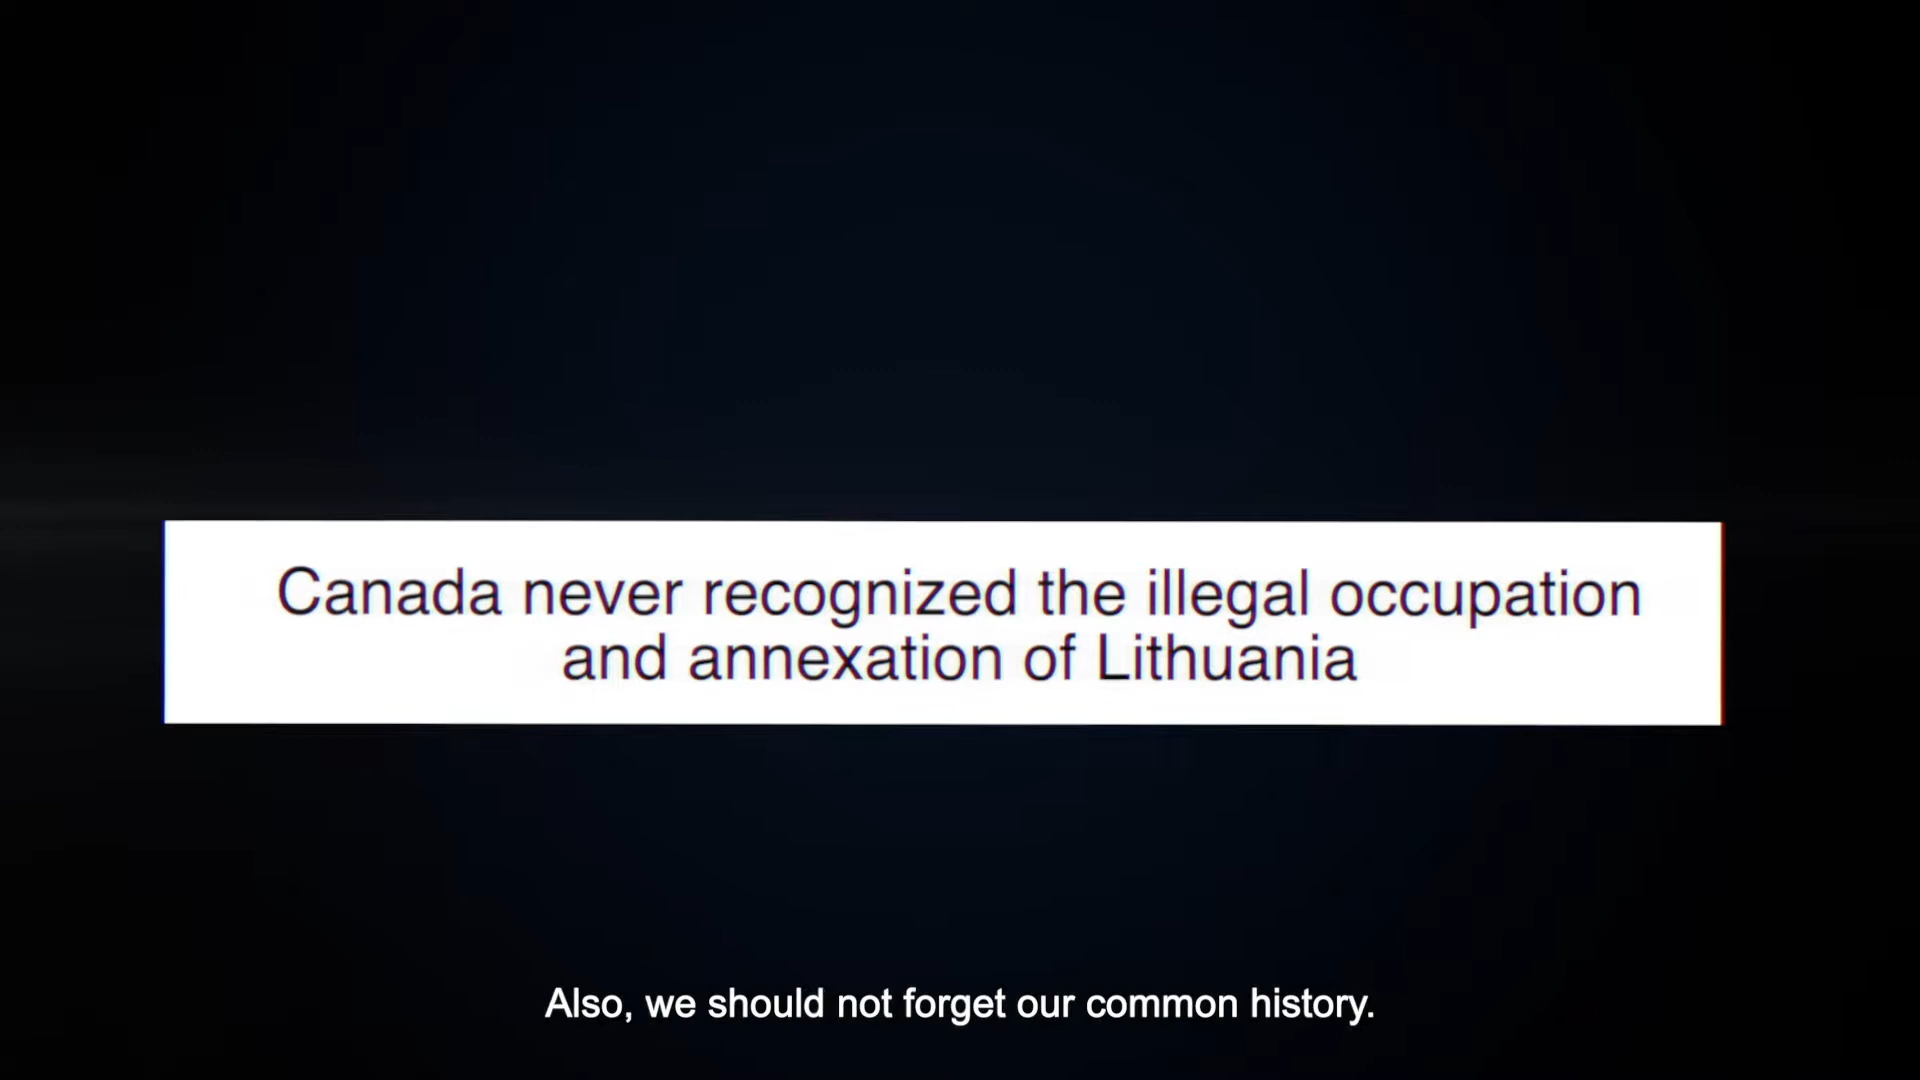 Canada never recognized the illegal occupation
and annexation of Lithuania
Also, we should not forget our common history.